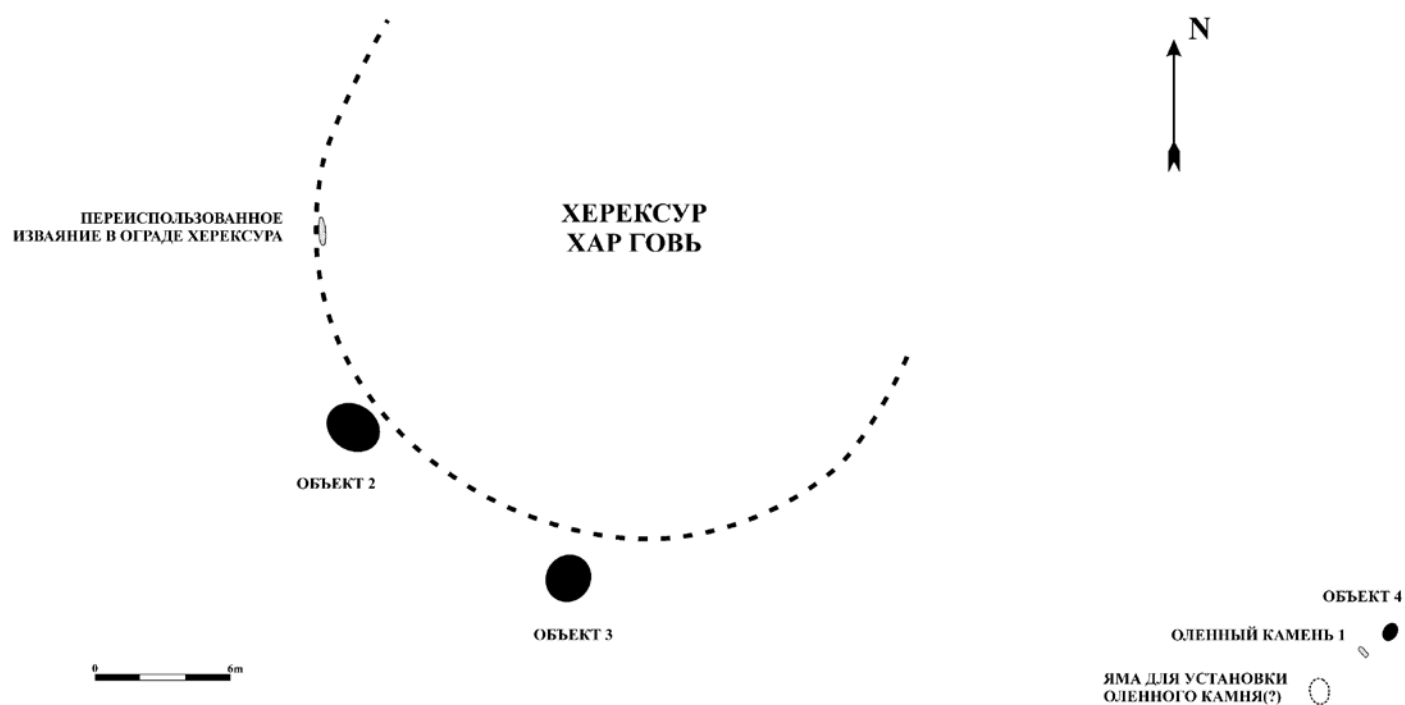 N
ПЕРЕИСПОЛЬЗОВАННОЕ
ИЗВАЯНИЕ В ОГРАДЕ ХЕРЕКСУРА
ХЕРЕКСУР
ХАР ГОВЬ
ОБЪЕКТ 2
ОБЪЕКТ 3
ОБЪЕКТ 4
ОЛЕННЫЙ КАМЕНЬ 1
0 6m
ЯМА ДЛЯ УСТАНОВКИ
ОЛЕННОГО КАМНЯ(?)